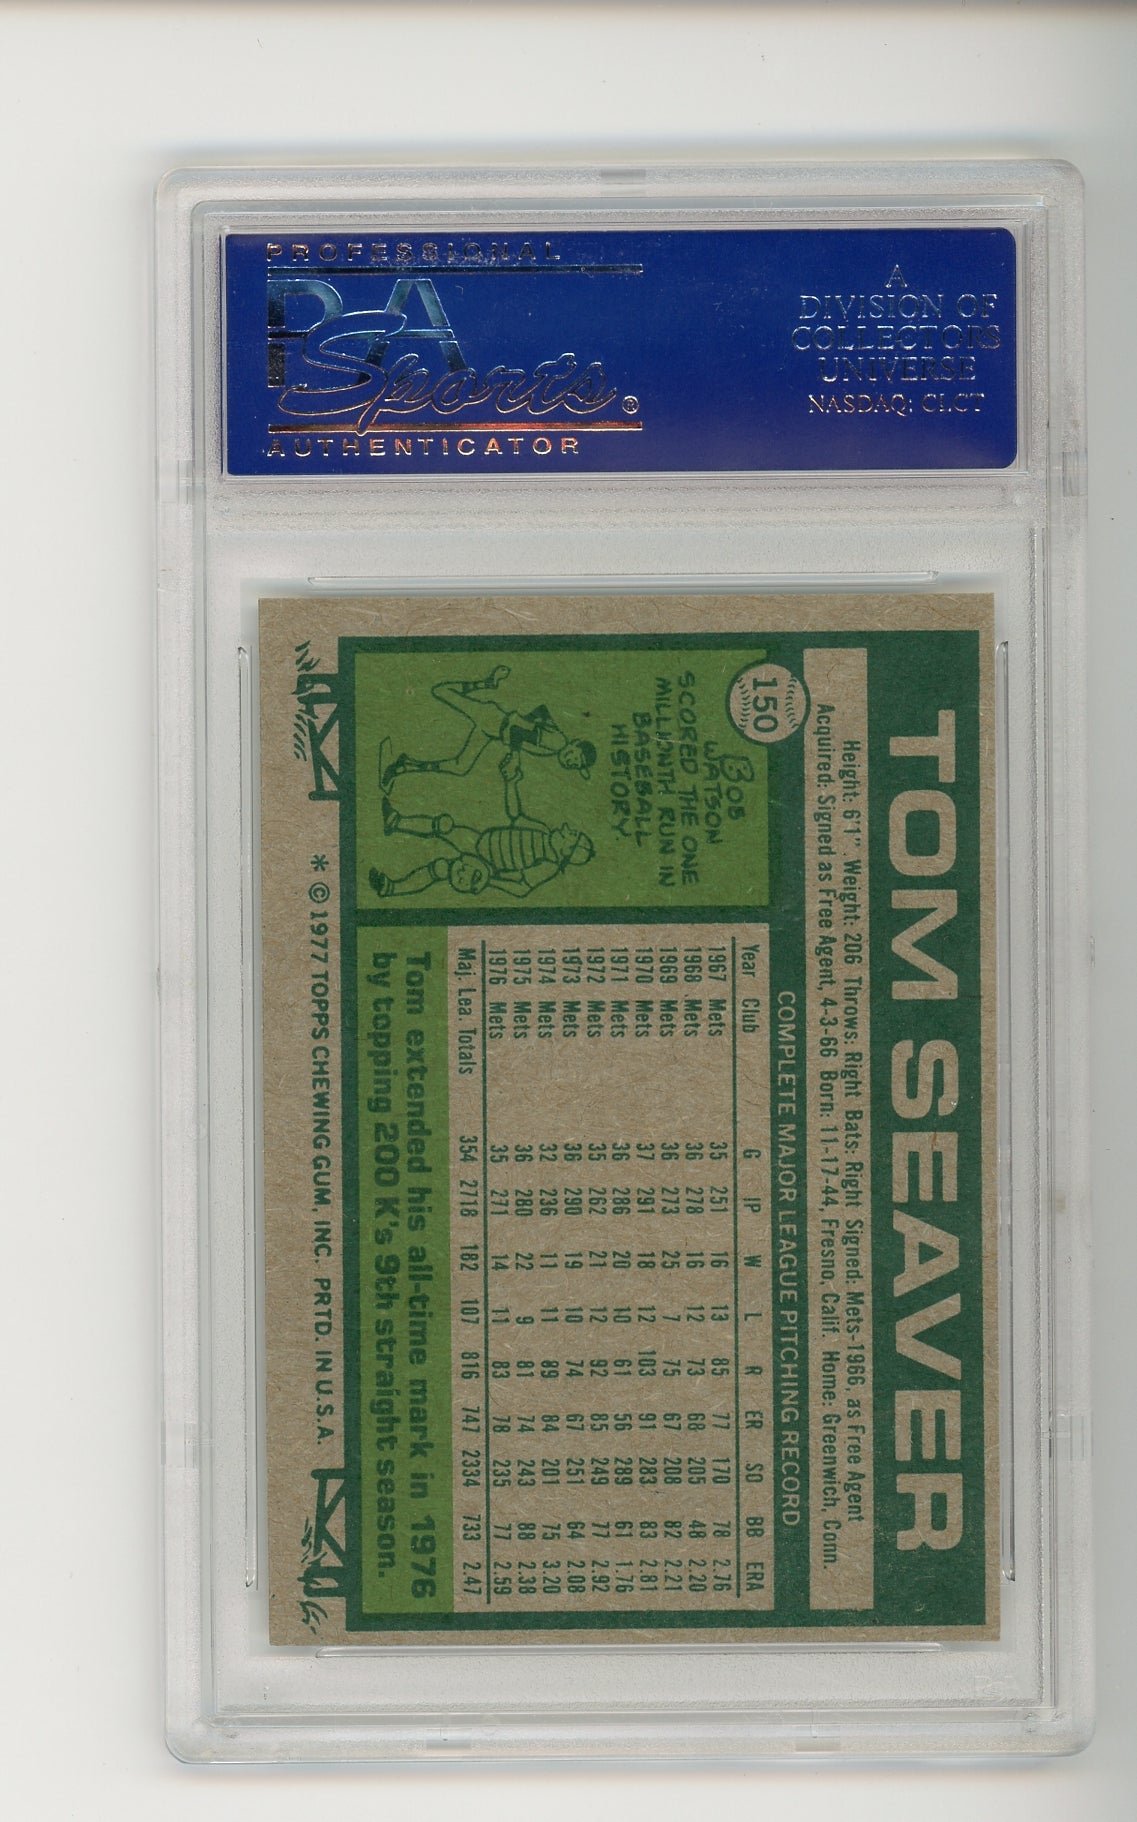 PROFESSIONAL
PSA
Sports®
AUTHENTICATOR
A
DIVISION OF
COLLECTORS
UNIVERSE
NASDAQ: CLCT
TOM SEAVER
Height: 6'1" Weight: 206 Throws: Right Bats: Right Signed: Mets-1966, as Free Agent
Acquired: Signed as Free Agent, 4-3-66 Born: 11-17-44, Fresno, Calif. Home: Greenwich, Conn.
150
BOB
WATSON
SCORED THE ONE
MILLIONTH RUN IN
BASEBALL
HISTORY.
COMPLETE MAJOR LEAGUE PITCHING RECORD
Year Club G IP W L R ER SO BB ERA
1967 Mets 35 251 16 13 85 77 170 78 2.76
1968 Mets 36 278 16 12 73 68 205 48 2.20
1969 Mets 36 273 25 7 75 67 208 82 2.21
1970 Mets 37 291 18 12 103 91 283 83 2.81
1971 Mets 36 286 20 10 61 56 289 61 1.76
1972 Mets 35 262 21 12 92 85 249 77 2.92
1973 Mets 36 290 19 10 74 67 251 64 2.08
1974 Mets 32 236 11 11 89 84 201 75 3.20
1975 Mets 36 280 22 9 81 74 243 88 2.38
1976 Mets 35 271 14 11 83 78 235 77 2.59
Maj. Lea. Totals 354 2718 182 107 816 747 2334 733 2.47
Tom extended his all-time mark in 1976
by topping 200 K's 9th straight season.
* © 1977 TOPPS CHEWING GUM, INC. PRTD. IN U.S.A.